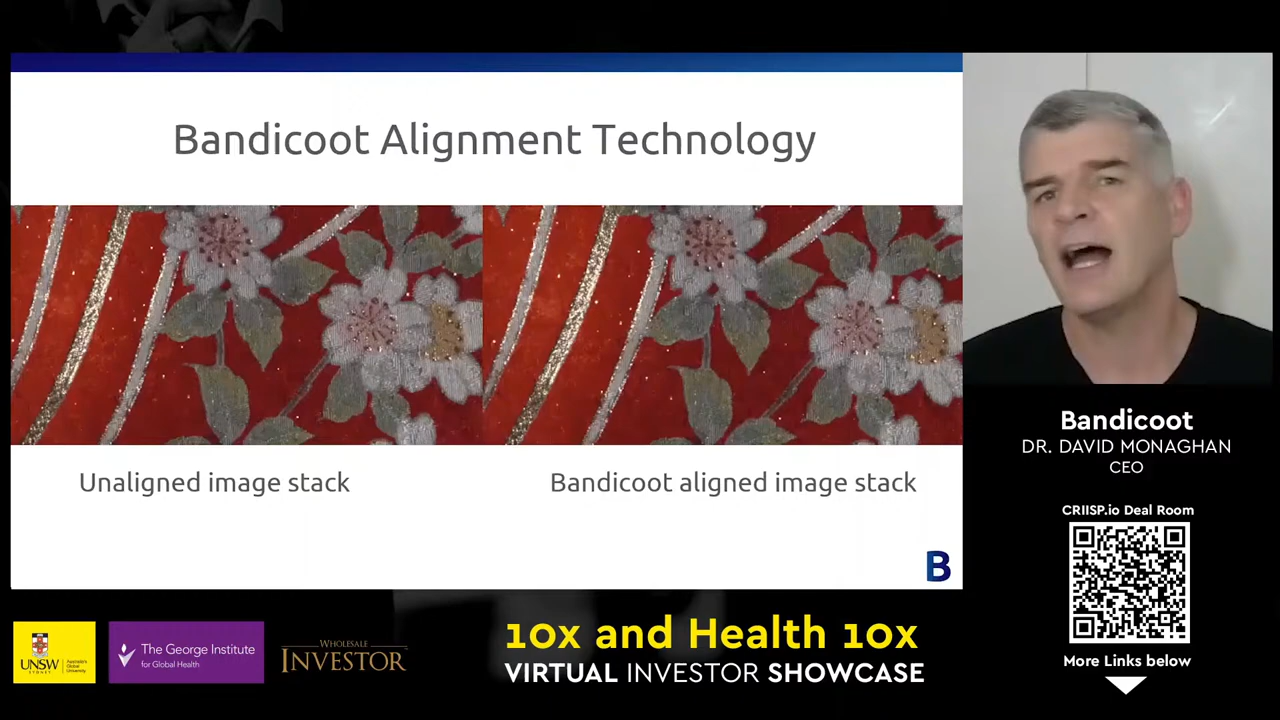 Bandicoot Alignment Technology
Unaligned image stack
Bandicoot aligned image stack
B
Bandicoot
DR. DAVID MONAGHAN
CEO
CRIISP.io Deal Room
More Links below
UNSW
SYDNEY
Australia's
Global
University
The George Institute
for Global Health
WHOLESALE
INVESTOR
10x and Health 10x
VIRTUAL INVESTOR SHOWCASE